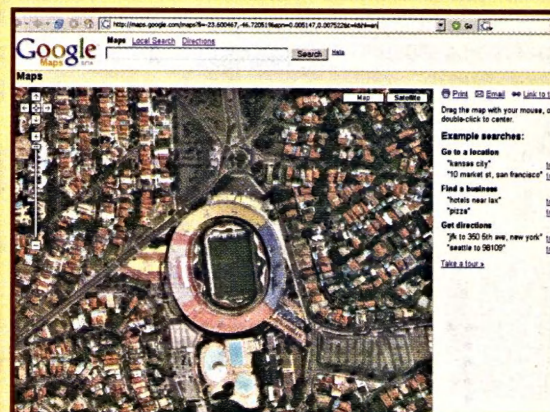 http://maps.google.com/maps?ll=-23.600467,-46.72051&spn=0.005147,0.007522&t=k&hl=en
Go
Google
Maps BETA
Maps Local Search Directions
Search Help
Maps
Map Satellite
Print Email Link to
Drag the map with your mouse,
double-click to center.
Example searches:
Go to a location
"kansas city"
"10 market st, san francisco"
Find a business
"hotels near lax"
"pizza"
Get directions
"jfk to 350 5th ave, new york"
"seattle to 98109"
Take a tour »